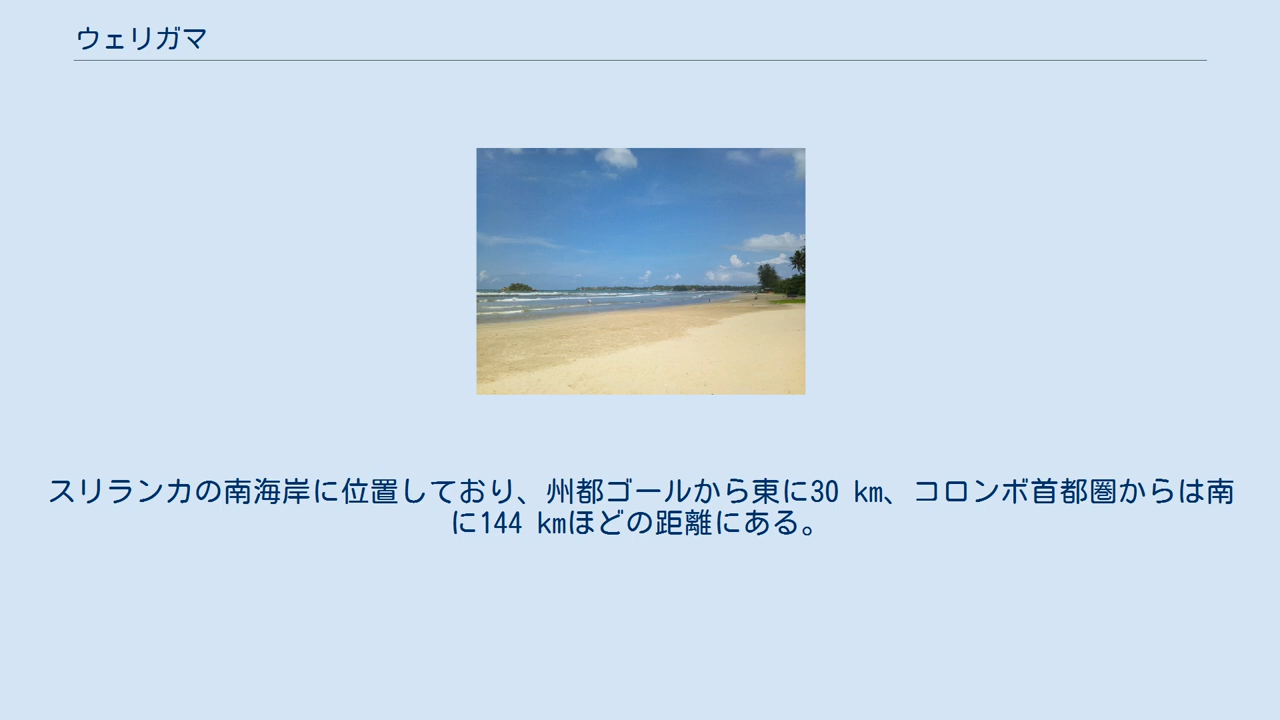 ウェリガマ
スリランカの南海岸に位置しており、州都ゴールから東に30 km、コロンボ首都圏からは南
に144 kmほどの距離にある。